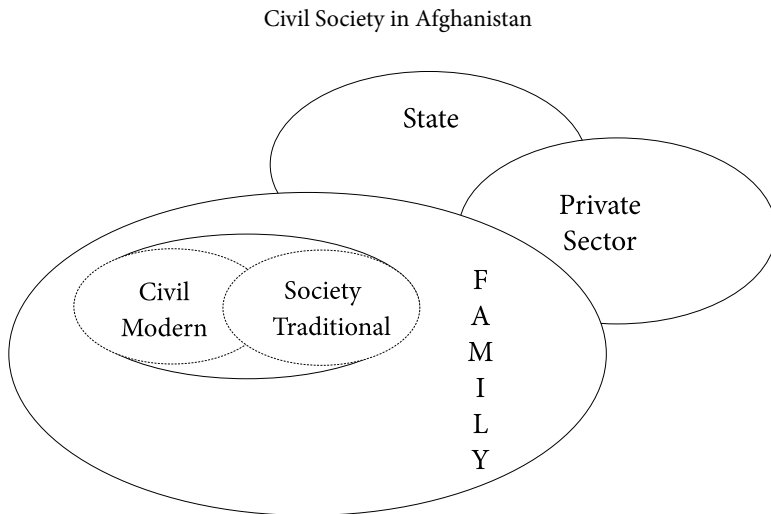 Civil Society in Afghanistan
State
Private
Sector
Civil
Modern
Society
Traditional
F
A
M
I
L
Y